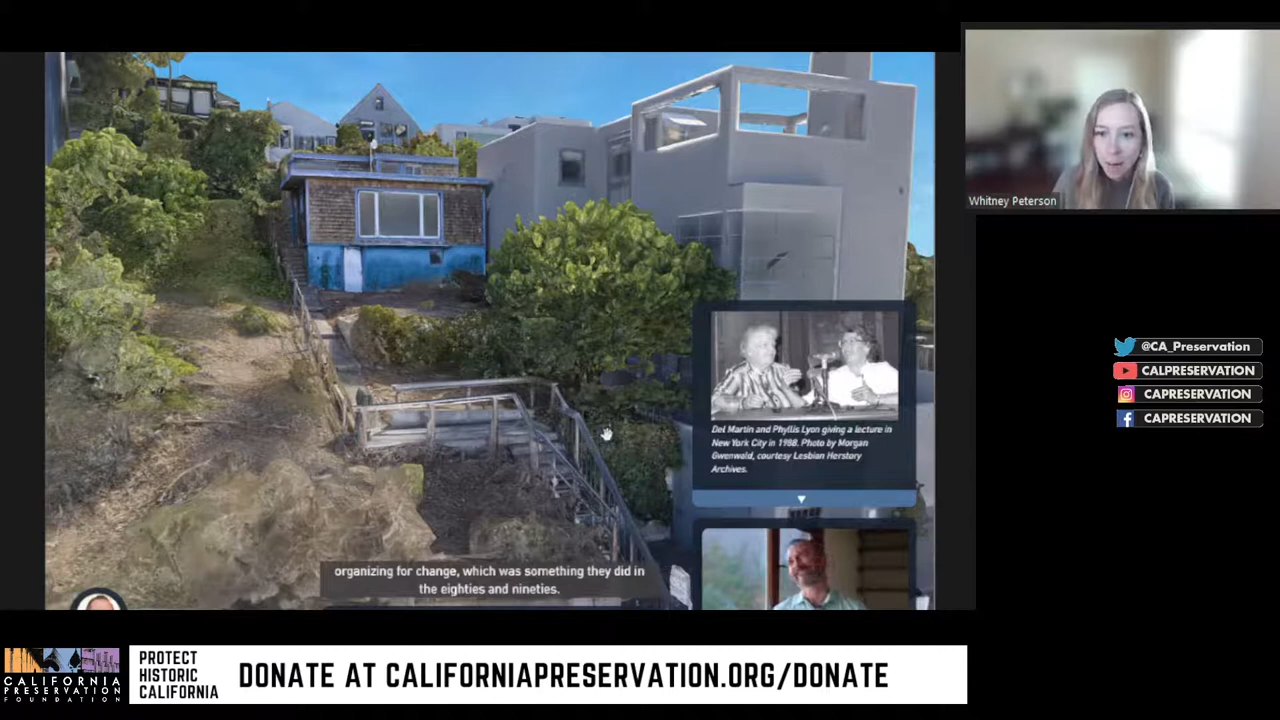 Whitney Peterson
@CA_Preservation
CALPRESERVATION
CAPRESERVATION
CAPRESERVATION
Del Martin and Phyllis Lyon giving a lecture in
New York City in 1988. Photo by Morgan
Gwenwald, courtesy Lesbian Herstory
Archives.
organizing for change, which was something they did in
the eighties and nineties.
CALIFORNIA
PRESERVATION
FOUNDATION
PROTECT
HISTORIC
CALIFORNIA
DONATE AT CALIFORNIAPRESERVATION.ORG/DONATE